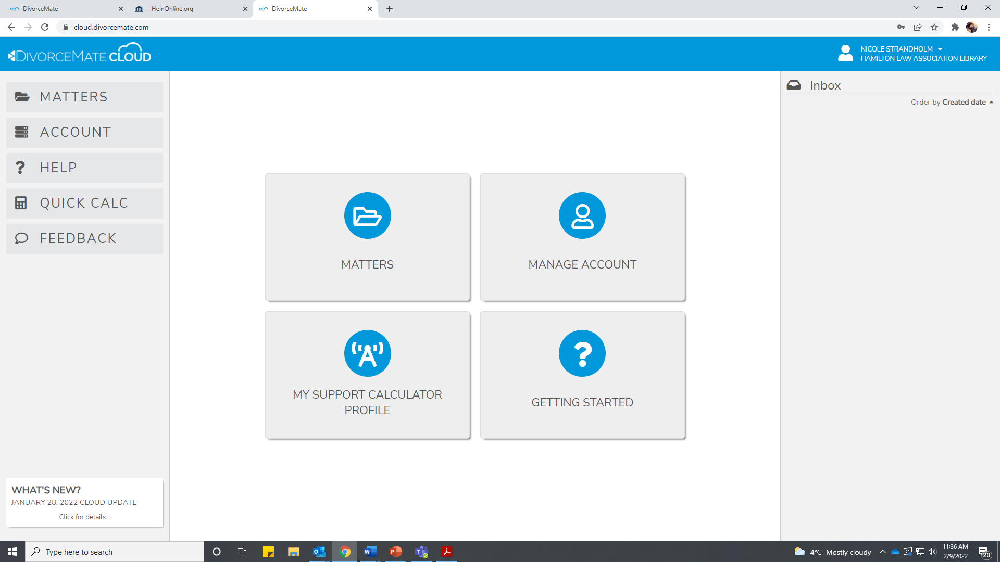 DivorceMate
- HeinOnline.org
DivorceMate
cloud.divorcemate.com
DIVORCEMATE CLOUD
NICOLE STRANDHOLM
HAMILTON LAW ASSOCIATION LIBRARY
MATTERS
ACCOUNT
HELP
QUICK CALC
FEEDBACK
MATTERS
MANAGE ACCOUNT
MY SUPPORT CALCULATOR
PROFILE
GETTING STARTED
Inbox
Order by Created date
WHAT'S NEW?
JANUARY 28, 2022 CLOUD UPDATE
Click for details...
Type here to search
4°C Mostly cloudy
11:36 AM
2/9/2022
20